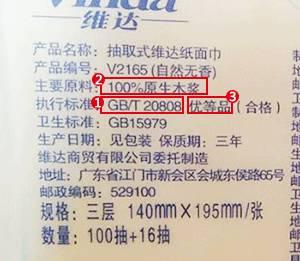 Vinda
维达
产品名称：抽取式维达纸面巾
产品编号：V2165 (自然无香)
2
主要原料：100%原生木浆
1 3
执行标准：GB/T 20808 优等品（合格）
卫生标准：GB15979
生产日期：见包装 保质期：三年
维达商贸有限公司委托制造
地址：广东省江门市新会区会城东侯路65号
邮政编码：529100
规格：三层 140mm×195mm/张
数量：100抽+16抽